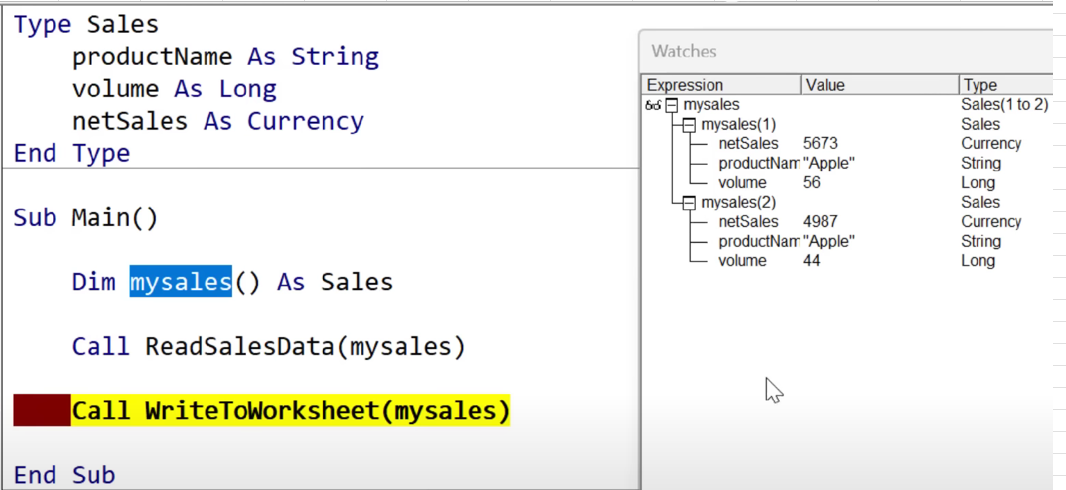 Type Sales
productName As String
volume As Long
netSales As Currency
End Type
Sub Main()
Dim mysales() As Sales
Call ReadSalesData(mysales)
Call WriteToWorksheet(mysales)
End Sub
Watches
Expression Value Type
mysales Sales(1 to 2)
mysales(1) Sales
netSales 5673 Currency
productNam "Apple" String
volume 56 Long
mysales(2) Sales
netSales 4987 Currency
productNam "Apple" String
volume 44 Long